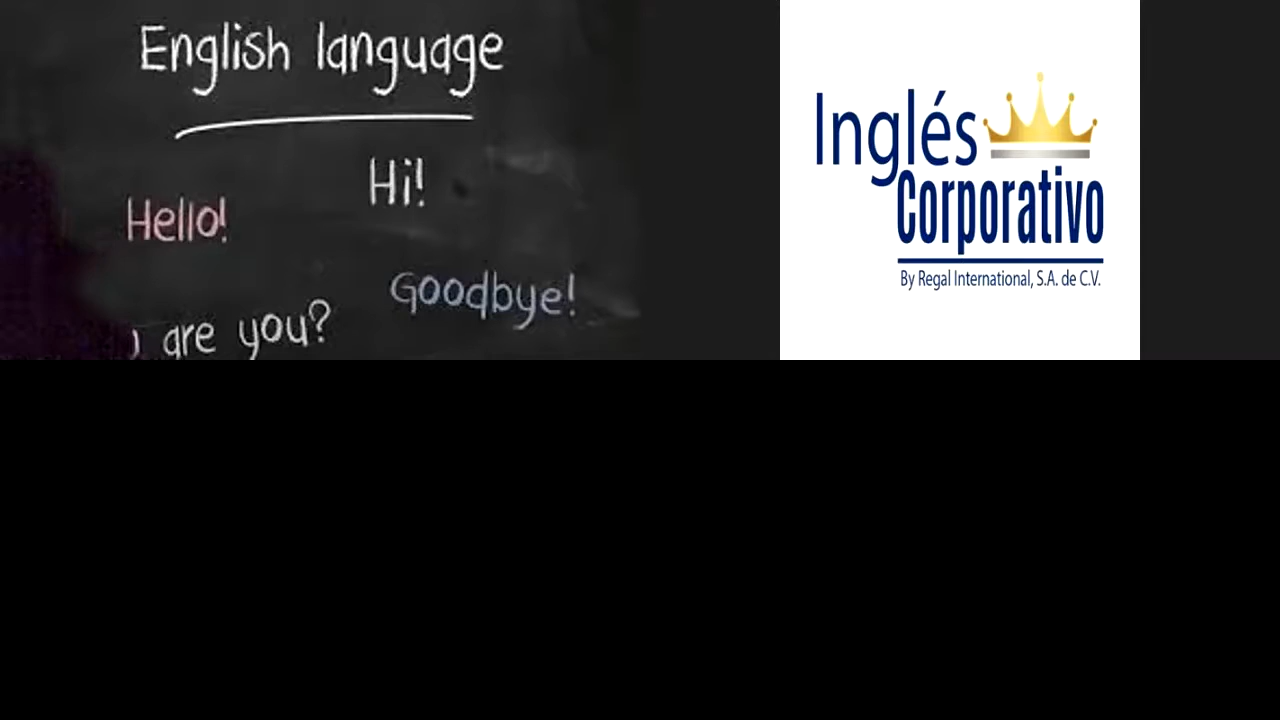 English language
Hi!
Hello!
Goodbye!
are you?
Inglés
Corporativo
By Regal International, S.A. de C.V.